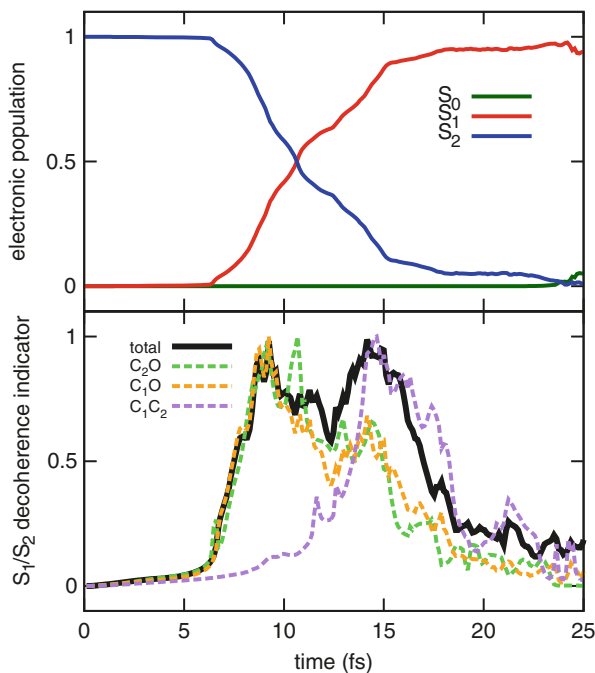 1
0.5
0
electronic population
S₀
S₁
S₂
1
0.5
0
S₁/S₂ decoherence indicator
total
C₂O
C₁O
C₁C₂
0 5 10 15 20 25
time (fs)